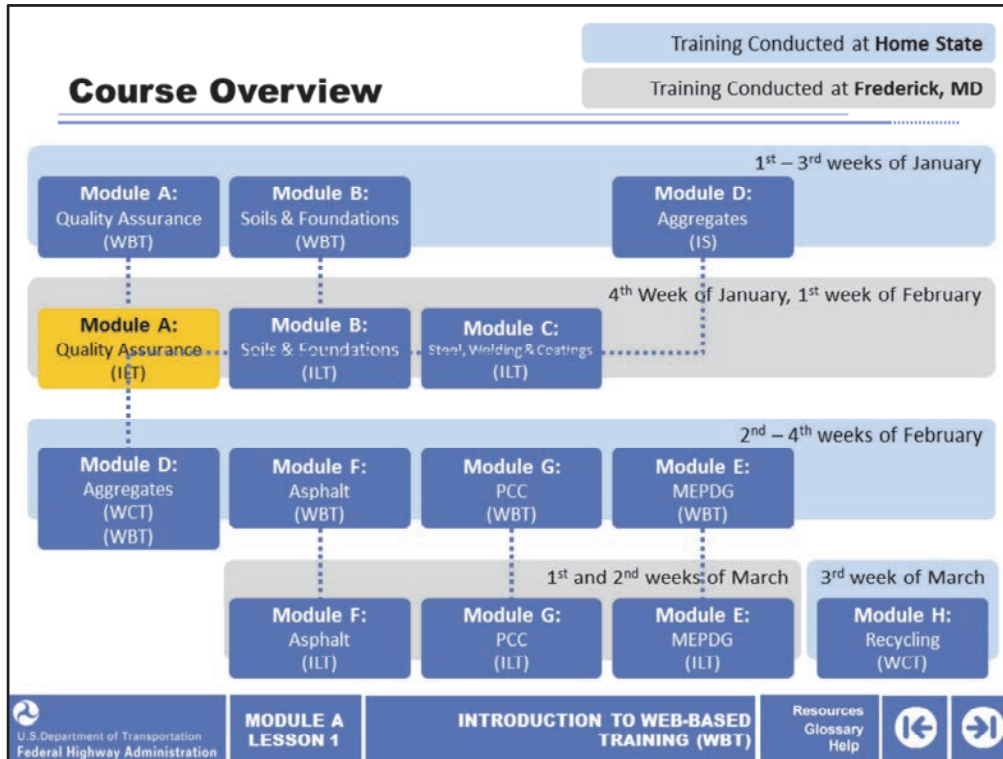 Training Conducted at Home State
Course Overview
Training Conducted at Frederick, MD
1st – 3rd weeks of January
Module A:
Quality Assurance
(WBT)
Module B:
Soils & Foundations
(WBT)
Module D:
Aggregates
(IS)
4th Week of January, 1st week of February
Module A:
Quality Assurance
(ILT)
Module B:
Soils & Foundations
(ILT)
Module C:
Steel, Welding & Coatings
(ILT)
2nd – 4th weeks of February
Module D:
Aggregates
(WCT)
(WBT)
Module F:
Asphalt
(WBT)
Module G:
PCC
(WBT)
Module E:
MEPDG
(WBT)
1st and 2nd weeks of March
3rd week of March
Module F:
Asphalt
(ILT)
Module G:
PCC
(ILT)
Module E:
MEPDG
(ILT)
Module H:
Recycling
(WCT)
U.S.Department of Transportation
Federal Highway Administration
MODULE A
LESSON 1
INTRODUCTION TO WEB-BASED
TRAINING (WBT)
Resources
Glossary
Help